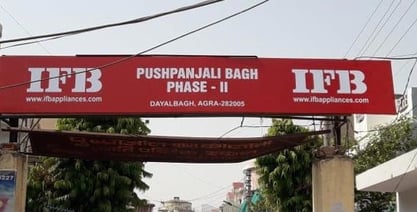 IFB
www.ifbappliances.com
PUSHPANJALI BAGH
PHASE - II
DAYALBAGH, AGRA-282005
IFB
www.ifbappliances.com